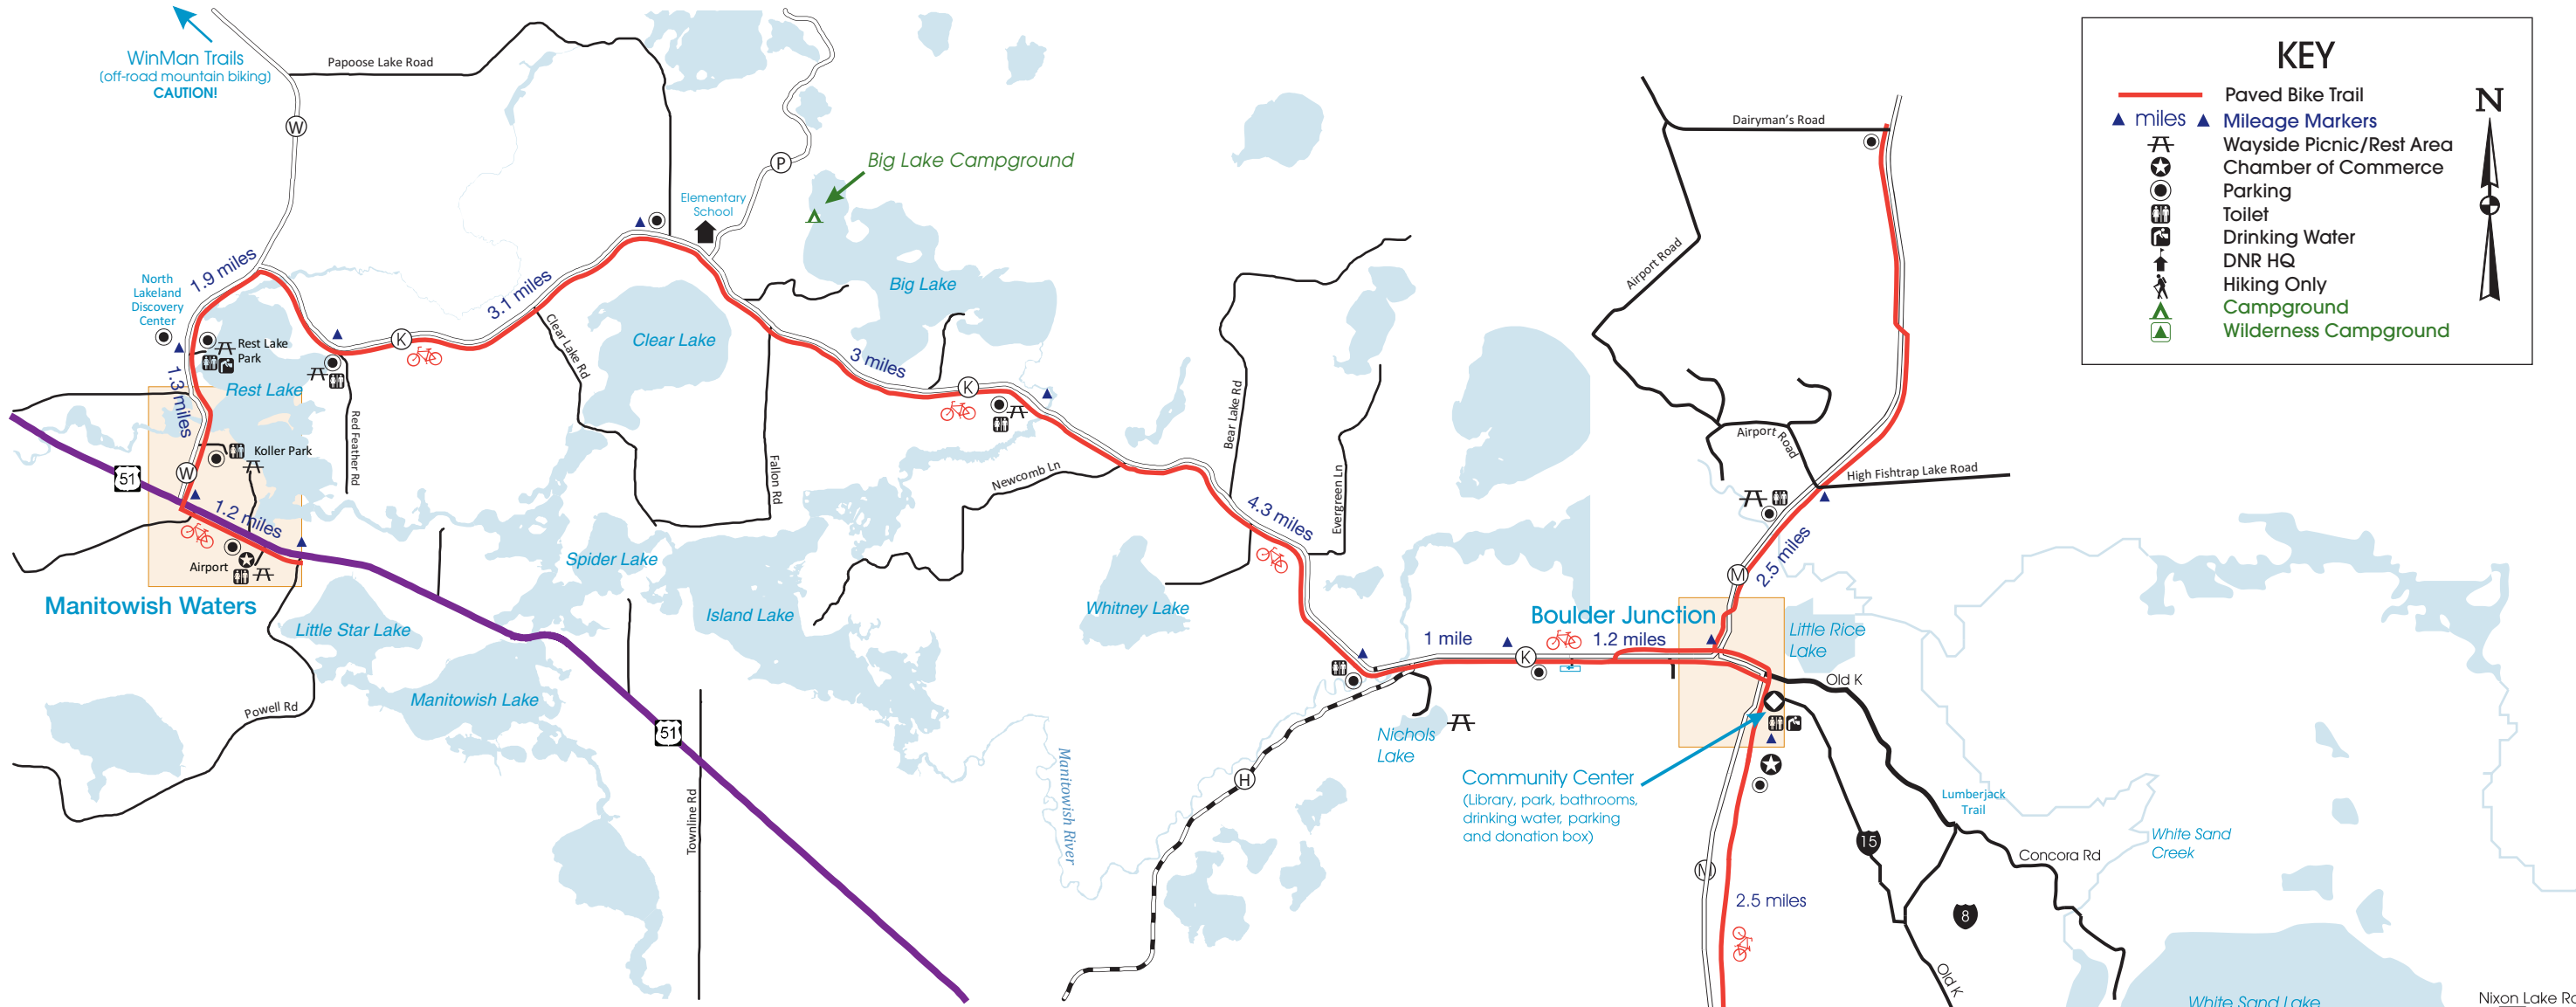 WinMan Trails
(off-road mountain biking)
CAUTION!
Papoose Lake Road
W
P
Big Lake Campground
Elementary
School
1.9 miles
North
Lakeland
Discovery
Center
Rest Lake
Park
1.3 miles
Rest Lake
K
3.1 miles
Clear Lake Rd
Clear Lake
Big Lake
3 miles
K
Red Feather Rd
Koller Park
W
51
1.2 miles
Airport
Manitowish Waters
Fallon Rd
Newcomb Ln
Bear Lake Rd
Evergreen Ln
4.3 miles
Spider Lake
Island Lake
Whitney Lake
Little Star Lake
Manitowish Lake
Powell Rd
51
Townline Rd
Manitowish River
H
Nichols
Lake
1 mile
K
1.2 miles
Boulder Junction
Dairyman's Road
Airport Road
Airport Road
High Fishtrap Lake Road
2.5 miles
M
Little Rice
Lake
Old K
Community Center
(Library, park, bathrooms,
drinking water, parking
and donation box)
M
2.5 miles
15
8
Lumberjack
Trail
Concora Rd
White Sand
Creek
Old K
White Sand Lake
KEY
N
Paved Bike Trail
miles
Mileage Markers
Wayside Picnic/Rest Area
Chamber of Commerce
Parking
Toilet
Drinking Water
DNR HQ
Hiking Only
Campground
Wilderness Campground